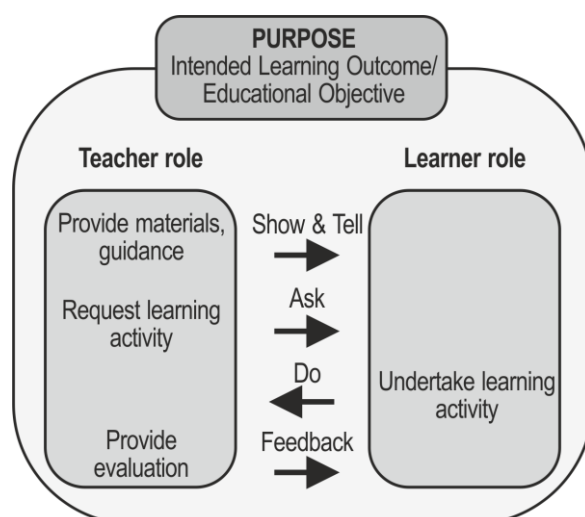 PURPOSE
Intended Learning Outcome/
Educational Objective
Teacher role
Learner role
Provide materials,
guidance
Show & Tell
Request learning
activity
Ask
Do
Undertake learning
activity
Provide
evaluation
Feedback